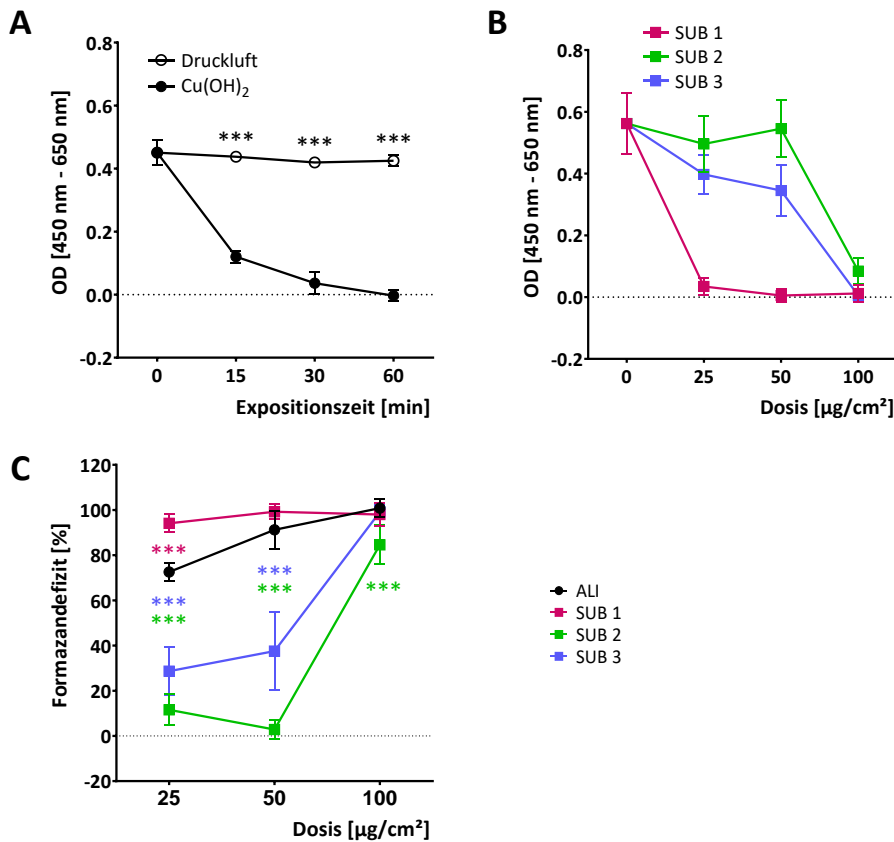 A
Druckluft
Cu(OH)2
0.8
0.6
0.4
0.2
0.0
-0.2
OD [450 nm - 650 nm]
***
***
***
0
15
30
60
Expositionszeit [min]
B
SUB 1
SUB 2
SUB 3
0.8
0.6
0.4
0.2
0.0
-0.2
OD [450 nm - 650 nm]
0
25
50
100
Dosis [µg/cm²]
C
120
100
80
60
40
20
0
-20
Formazandefizit [%]
***
***
***
***
***
***
25
50
100
Dosis [µg/cm²]
ALI
SUB 1
SUB 2
SUB 3